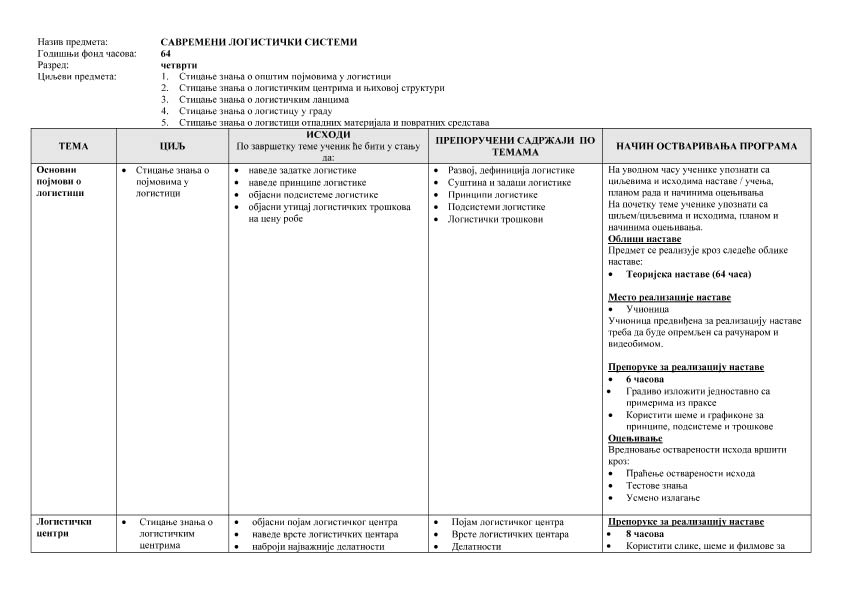 Назив предмета: САВРЕМЕНИ ЛОГИСТИЧКИ СИСТЕМИ
Годишњи фонд часова: 64
Разред: четврти
Циљеви предмета: 1. Стицање знања о општим појмовима у логистици
2. Стицање знања о логистичким центрима и њиховој структури
3. Стицање знања о логистичким ланцима
4. Стицање знања о логистицу у граду
5. Стицање знања о логистици отпадних материјала и повратних средстава
ТЕМА
ЦИЉ
ИСХОДИ
По завршетку теме ученик ће бити у стању
да:
ПРЕПОРУЧЕНИ САДРЖАЈИ ПО
ТЕМАМА
НАЧИН ОСТВАРИВАЊА ПРОГРАМА
Основни
појмови о
логистици
• Стицање знања о
појмовима у
логистици
• наведе задатке логистике
• наведе принципе логистике
• објасни подсистеме логистике
• објасни утицај логистичких трошкова
на цену робе
• Развој, дефиниција логистике
• Суштина и задаци логистике
• Принципи логистике
• Подсистеми логистике
• Логистички трошкови
На уводном часу ученике упознати са
циљевима и исходима наставе / учења,
планом рада и начинима оцењивања
На почетку теме ученике упознати са
циљем/циљевима и исходима, планом и
начинима оцењивања.
Облици наставе
Предмет се реализује кроз следеће облике
наставе:
• Теоријска наставе (64 часа)
Место реализације наставе
• Учионица
Учионица предвиђена за реализацију наставе
треба да буде опремљен са рачунаром и
видеобимом.
Препоруке за реализацију наставе
• 6 часова
• Градиво изложити једноставно са
примерима из праксе
• Користити шеме и графиконе за
принципе, подсистеме и трошкове
Оцењивање
Вредновање остварености исхода вршити
кроз:
• Праћење остварености исхода
• Тестове знања
• Усмено излагање
Логистички
центри
• Стицање знања о
логистичким
центрима
• објасни појам логистичког центра
• наведе врсте логистичких центара
• наброји најважније делатности
• Појам логистичког центра
• Врсте логистичких центара
• Делатности
Препоруке за реализацију наставе
• 8 часова
• Користити слике, шеме и филмове за